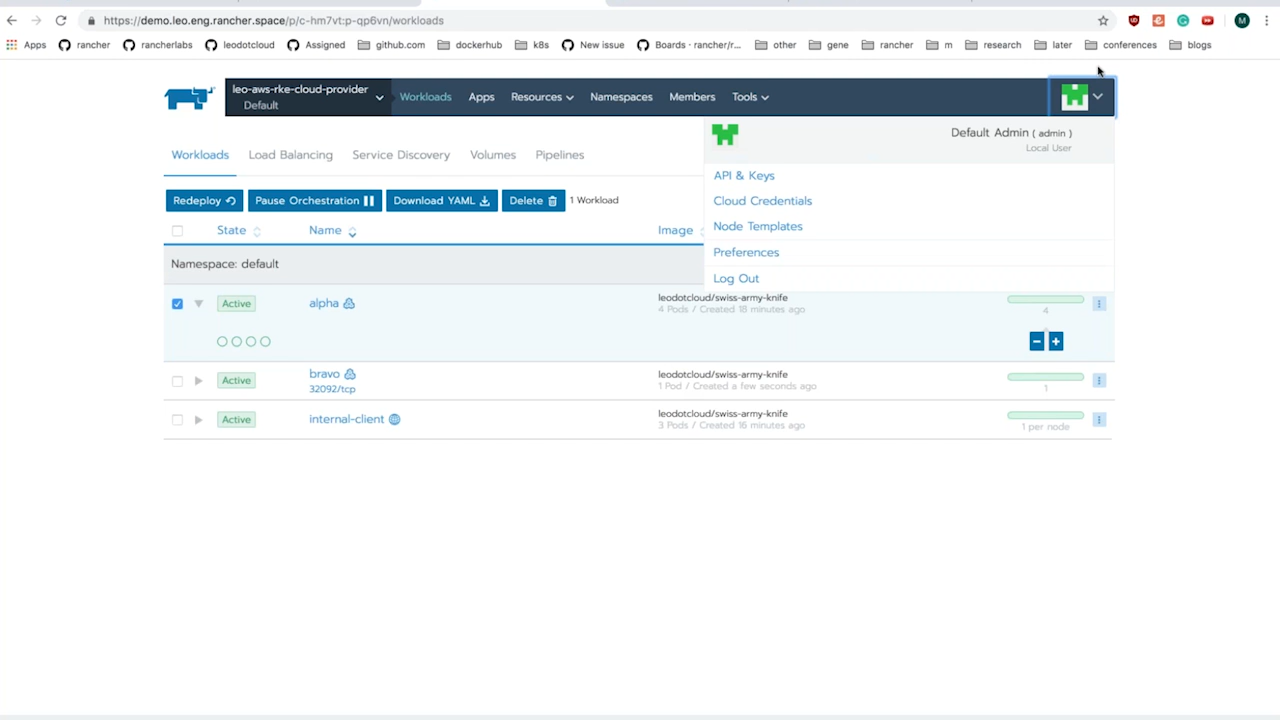 https://demo.leo.eng.rancher.space/p/c-hm7vt:p-qp6vn/workloads
M
Apps rancher rancherlabs leodotcloud Assigned github.com dockerhub k8s New issue Boards · rancher/r... other gene rancher m research later conferences blogs
leo-aws-rke-cloud-provider
Default
Workloads Apps Resources Namespaces Members Tools
Default Admin ( admin )
Local User
Workloads Load Balancing Service Discovery Volumes Pipelines
API & Keys
Cloud Credentials
Node Templates
Preferences
Log Out
Redeploy Pause Orchestration Download YAML Delete 1 Workload
State Name Image
Namespace: default
Active alpha leodotcloud/swiss-army-knife
4 Pods / Created 18 minutes ago 4
Active bravo leodotcloud/swiss-army-knife
32092/tcp 1 Pod / Created a few seconds ago 1
Active internal-client leodotcloud/swiss-army-knife
3 Pods / Created 16 minutes ago 1 per node